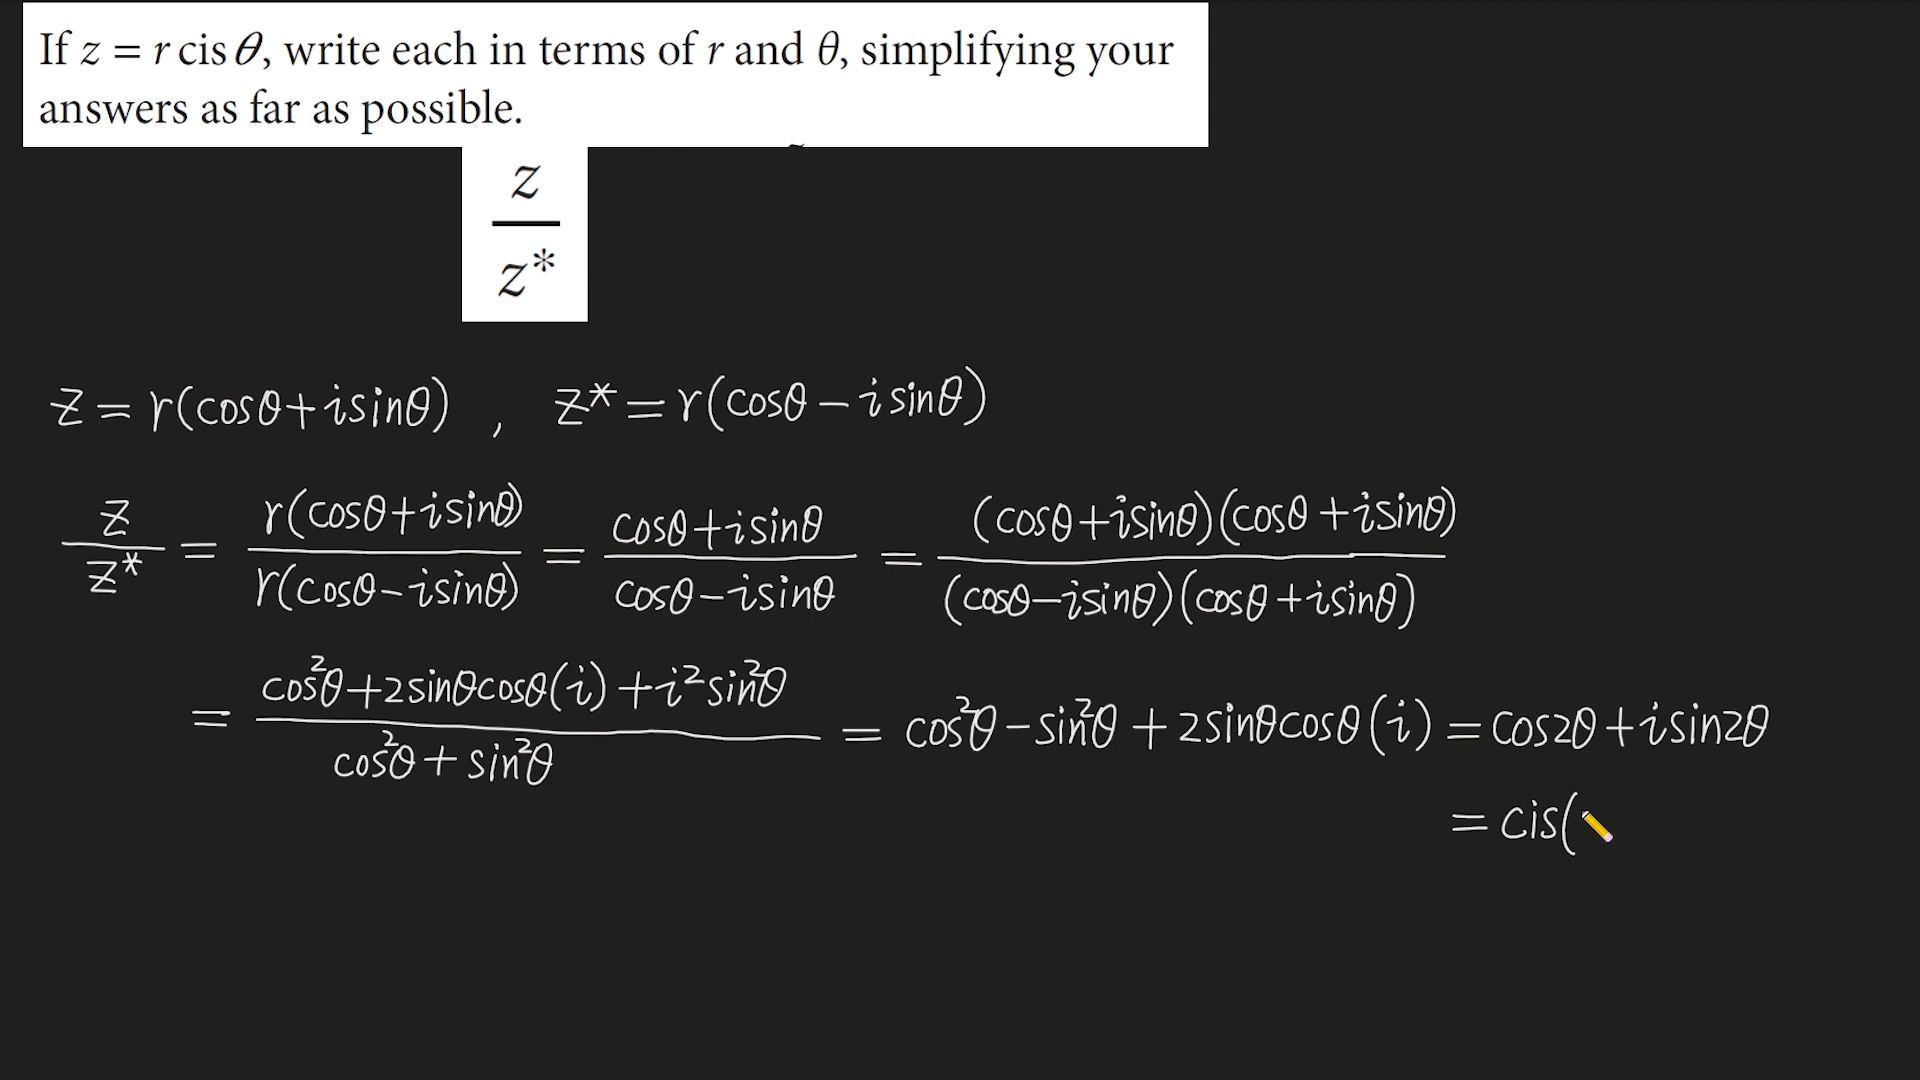 If z = r cis θ, write each in terms of r and θ, simplifying your
answers as far as possible.
z
z*
z = r(cosθ+isinθ) , z* = r(cosθ−isinθ)
z/z* = r(cosθ+isinθ)/r(cosθ−isinθ) = cosθ+isinθ/cosθ−isinθ = (cosθ+isinθ)(cosθ+isinθ)/(cosθ−isinθ)(cosθ+isinθ)
= cos²θ+2sinθcosθ(i)+i²sin²θ/cos²θ+sin²θ = cos²θ−sin²θ+2sinθcosθ(i) = cos2θ+isin2θ
= cis(